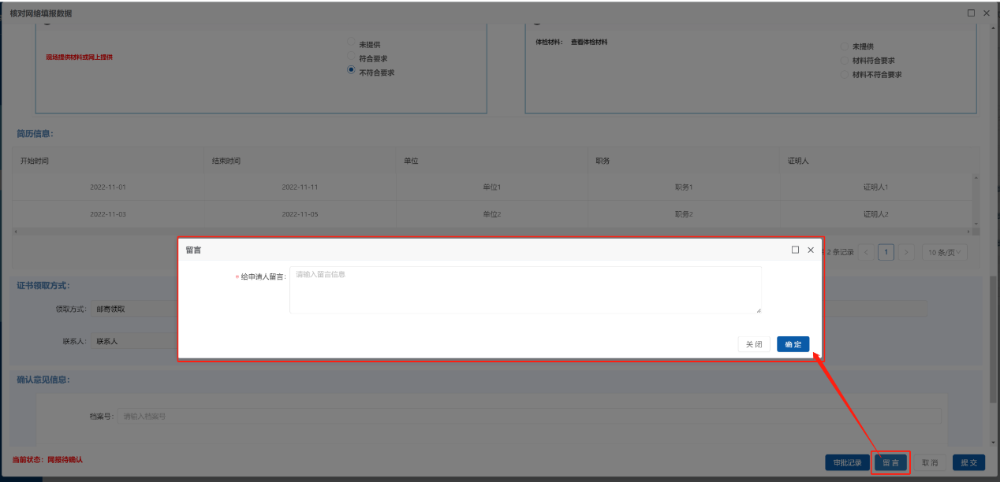 核对网络填报数据
未提供
现场提供材料或网上提供
符合要求
不符合要求
体检材料: 查看体检材料
未提供
材料符合要求
材料不符合要求
简历信息:
开始时间 结束时间 单位 职务 证明人
2022-11-01 2022-11-11 单位1 职务1 证明人1
2022-11-03 2022-11-05 单位2 职务2 证明人2
2 条记录 < 1 > 10 条/页
留言
* 给申请人留言: 请输入留言信息
关 闭 确 定
证书领取方式:
领取方式: 邮寄领取
联系人: 联系人
确认意见信息:
档案号: 请输入档案号
当前状态: 网报待确认
审批记录 留 言 取 消 提 交